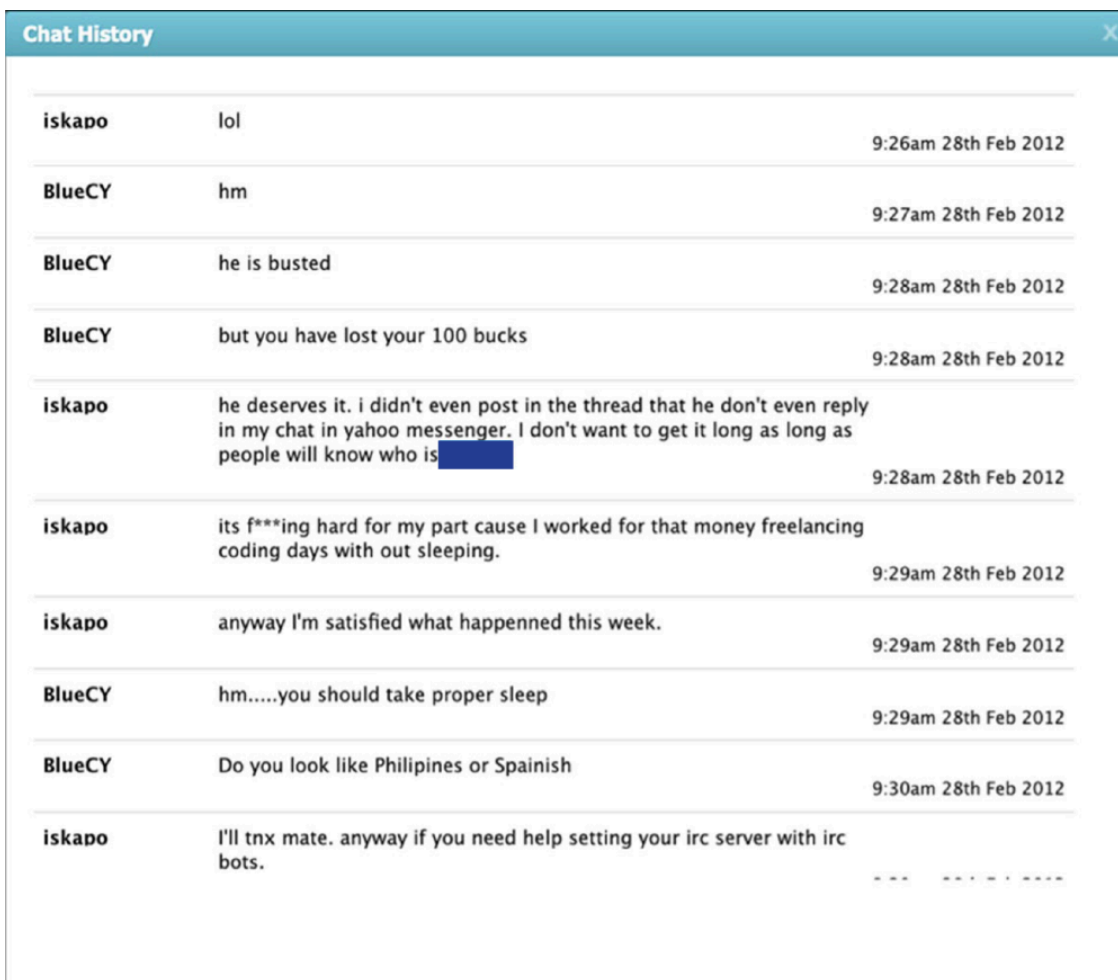 Chat History X
iskapo lol
9:26am 28th Feb 2012
BlueCY hm
9:27am 28th Feb 2012
BlueCY he is busted
9:28am 28th Feb 2012
BlueCY but you have lost your 100 bucks
9:28am 28th Feb 2012
iskapo he deserves it. i didn't even post in the thread that he don't even reply
in my chat in yahoo messenger. I don't want to get it long as long as
people will know who is
9:28am 28th Feb 2012
iskapo its f***ing hard for my part cause I worked for that money freelancing
coding days with out sleeping.
9:29am 28th Feb 2012
iskapo anyway I'm satisfied what happenned this week.
9:29am 28th Feb 2012
BlueCY hm.....you should take proper sleep
9:29am 28th Feb 2012
BlueCY Do you look like Philipines or Spainish
9:30am 28th Feb 2012
iskapo I'll tnx mate. anyway if you need help setting your irc server with irc
bots.